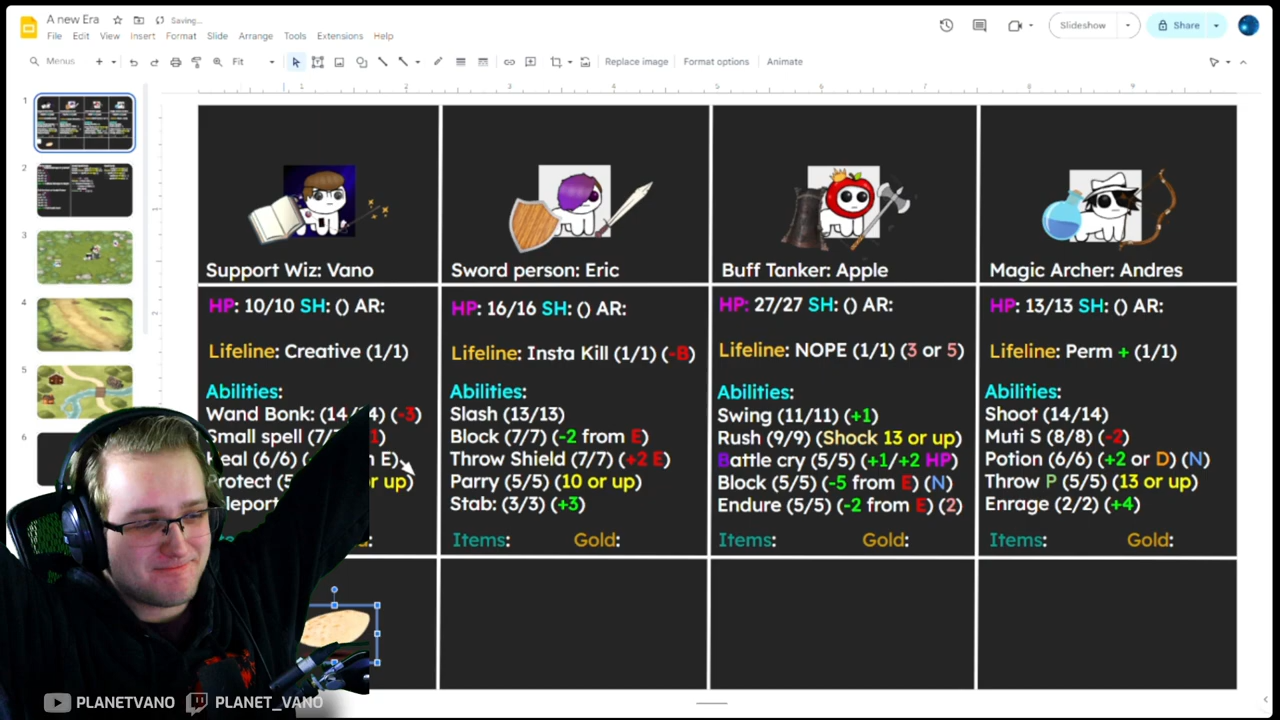 A new Era
Saving...
File Edit View Insert Format Slide Arrange Tools Extensions Help
Slideshow
Share
Menus
Fit
Replace image
Format options
Animate
1
2
3
4
5
6
Support Wiz: Vano
HP: 10/10 SH: () AR:
Lifeline: Creative (1/1)
Abilities:
Wand Bonk: (14/14) (-3)
Small spell
Heal (6/6)
Protect
Sword person: Eric
HP: 16/16 SH: () AR:
Lifeline: Insta Kill (1/1) (-B)
Abilities:
Slash (13/13)
Block (7/7) (-2 from E)
Throw Shield (7/7) (+2 E)
Parry (5/5) (10 or up)
Stab: (3/3) (+3)
Items: Gold:
Buff Tanker: Apple
HP: 27/27 SH: () AR:
Lifeline: NOPE (1/1) (3 or 5)
Abilities:
Swing (11/11) (+1)
Rush (9/9) (Shock 13 or up)
Battle cry (5/5) (+1/+2 HP)
Block (5/5) (-5 from E) (N)
Endure (5/5) (-2 from E) (2)
Items: Gold:
Magic Archer: Andres
HP: 13/13 SH: () AR:
Lifeline: Perm + (1/1)
Abilities:
Shoot (14/14)
Muti S (8/8) (-2)
Potion (6/6) (+2 or D) (N)
Throw P (5/5) (13 or up)
Enrage (2/2) (+4)
Items: Gold:
PLANETVANO PLANET_VANO